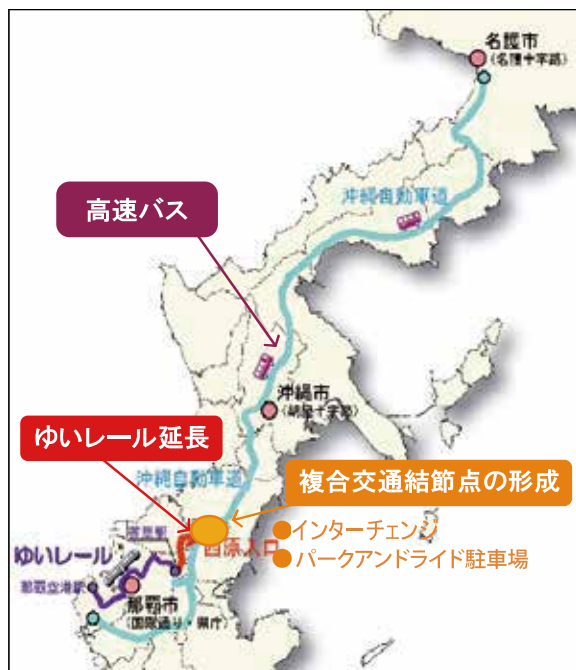 名護市
(名護十字路)
沖縄自動車道
高速バス
沖縄市
(胡屋十字路)
ゆいレール延長
沖縄自動車道
複合交通結節点の形成
●インターチェンジ
●パークアンドライド駐車場
首里駅
西原入口
ゆいレール
那覇空港駅
那覇市
(国際通り・県庁)